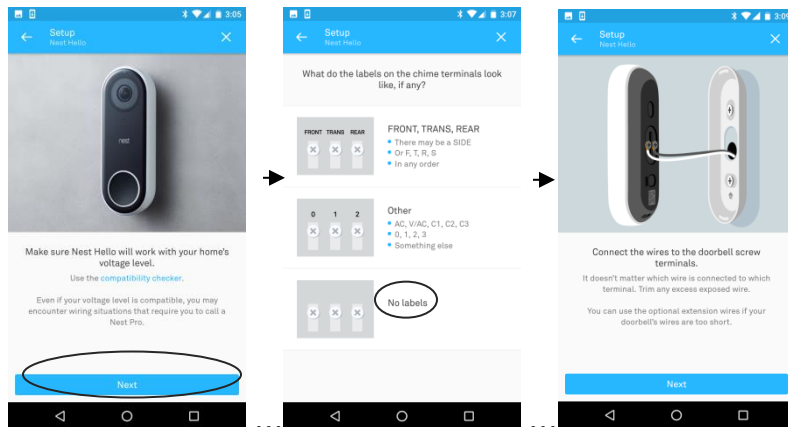 3:05
Setup
Nest Hello
nest
Make sure Nest Hello will work with your home's
voltage level.
Use the compatibility checker.
Even if your voltage level is compatible, you may
encounter wiring situations that require you to call a
Nest Pro.
Next
3:07
Setup
Nest Hello
What do the labels on the chime terminals look
like, if any?
FRONT TRANS REAR
FRONT, TRANS, REAR
• There may be a SIDE
• Or F, T, R, S
• In any order
0 1 2
Other
• AC, V/AC, C1, C2, C3
• 0, 1, 2, 3
• Something else
No labels
...
3:09
Setup
Nest Hello
Connect the wires to the doorbell screw
terminals.
It doesn't matter which wire is connected to which
terminal. Trim any excess exposed wire.
You can use the optional extension wires if your
doorbell's wires are too short.
Next
...